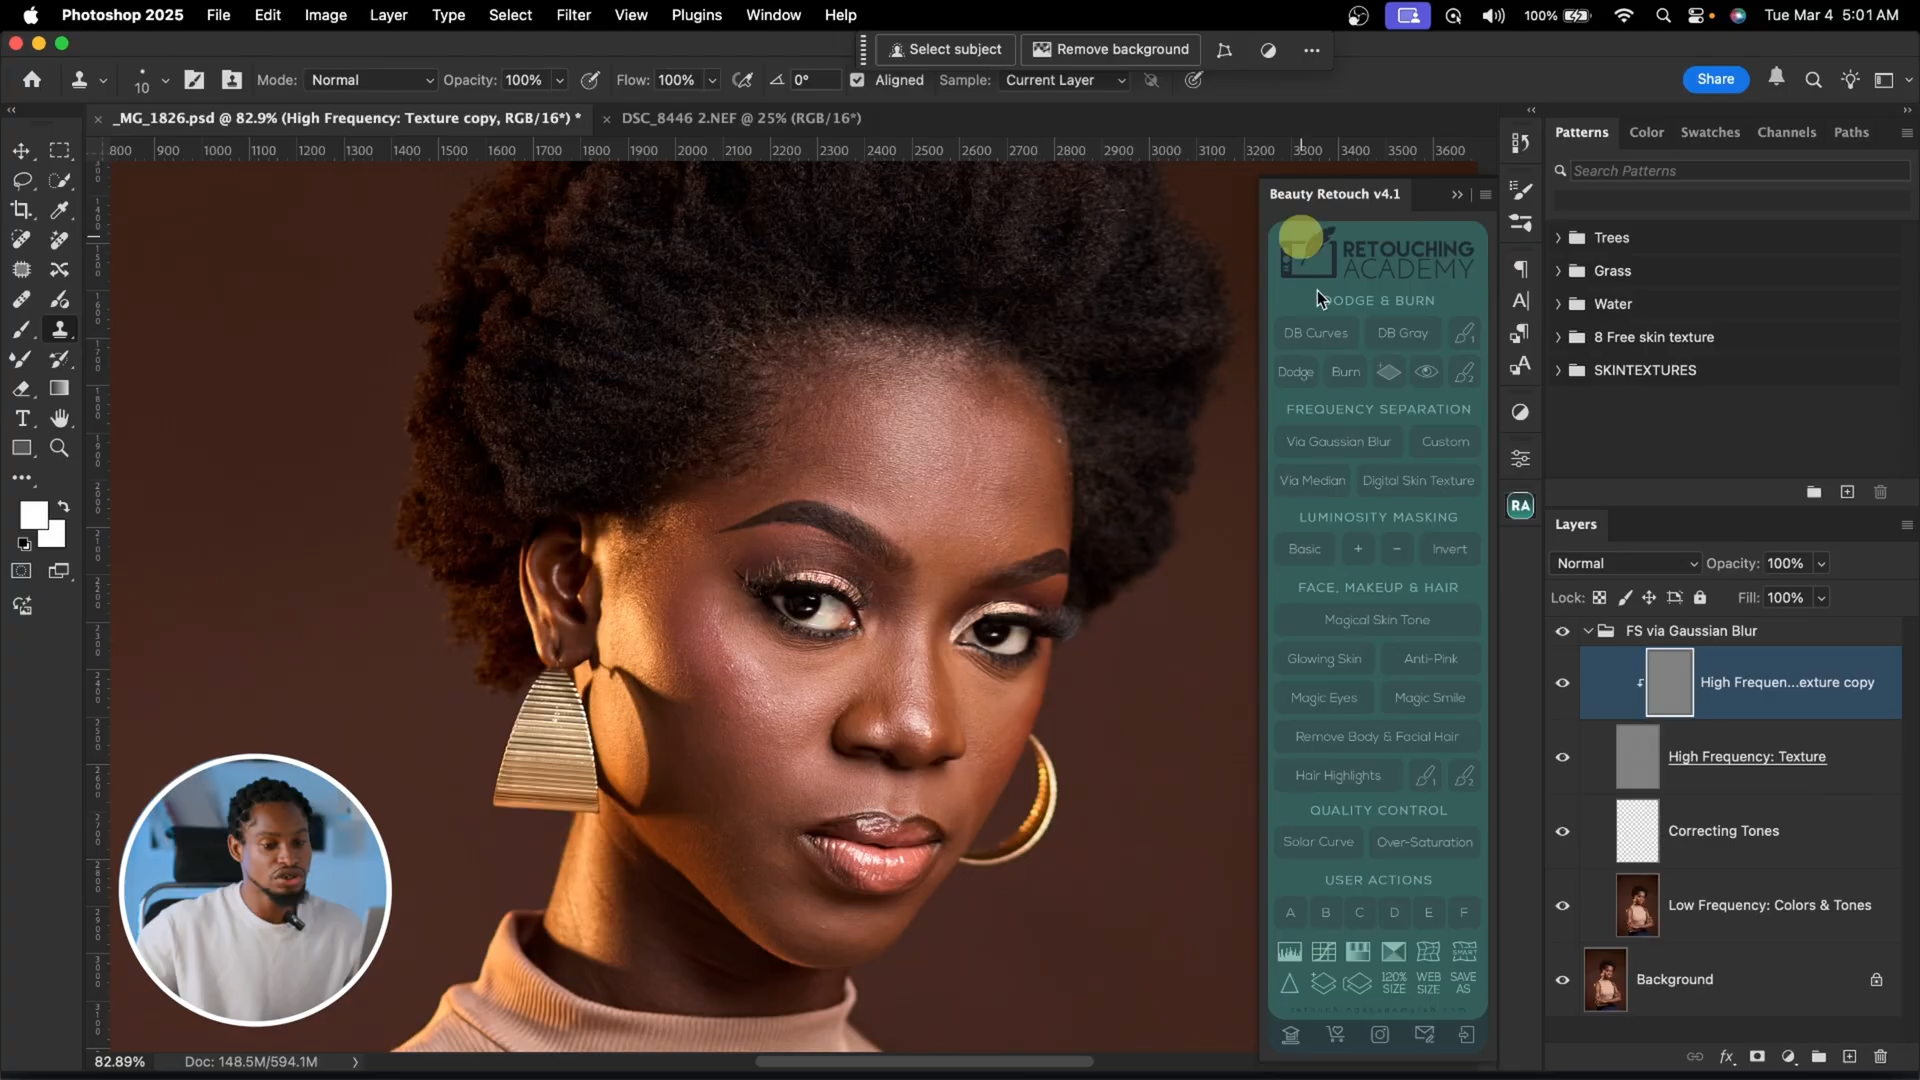 Photoshop 2025 File Edit Image Layer Type Select Filter View Plugins Window Help
100% Tue Mar 4 5:01 AM
Select subject Remove background
10 Mode: Normal Opacity: 100% Flow: 100% 0° Aligned Sample: Current Layer Share
_MG_1826.psd @ 82.9% (High Frequency: Texture copy, RGB/16*) *
DSC_8446 2.NEF @ 25% (RGB/16*)
800 900 1000 1100 1200 1300 1400 1500 1600 1700 1800 1900 2000 2100 2200 2300 2400 2500 2600 2700 2800 2900 3000 3100 3200 3300 3400 3500 3600
Beauty Retouch v4.1
RETOUCHING
ACADEMY
DODGE & BURN
DB Curves DB Gray 1
Dodge Burn 2
FREQUENCY SEPARATION
Via Gaussian Blur Custom
Via Median Digital Skin Texture
LUMINOSITY MASKING
Basic + − Invert
FACE, MAKEUP & HAIR
Magical Skin Tone
Glowing Skin Anti-Pink
Magic Eyes Magic Smile
Remove Body & Facial Hair
Hair Highlights 1 2
QUALITY CONTROL
Solar Curve Over-Saturation
USER ACTIONS
A B C D E F
120% SIZE WEB SIZE SAVE AS
RA
Patterns Color Swatches Channels Paths
Search Patterns
Trees
Grass
Water
8 Free skin texture
SKINTEXTURES
Layers
Normal Opacity: 100%
Lock: Fill: 100%
FS via Gaussian Blur
High Frequen...exture copy
High Frequency: Texture
Correcting Tones
Low Frequency: Colors & Tones
Background
fx
82.89% Doc: 148.5M/594.1M